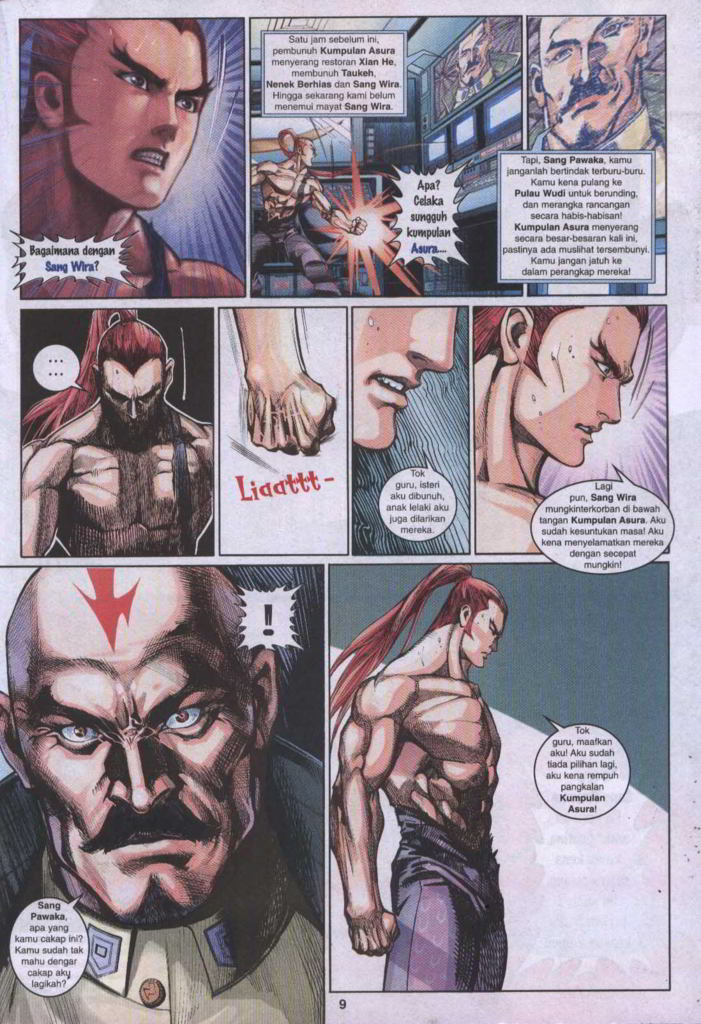 Bagaimana dengan
Sang Wira?
Satu jam sebelum ini,
pembunuh Kumpulan Asura
menyerang restoran Xian He,
membunuh Taukeh,
Nenek Berhias dan Sang Wira.
Hingga sekarang kami belum
menemui mayat Sang Wira.
Apa?
Celaka
sungguh
kumpulan
Asura....
Tapi, Sang Pawaka, kamu
janganlah bertindak terburu-buru.
Kamu kena pulang ke
Pulau Wudi untuk berunding,
dan merangka rancangan
secara habis-habisan!
Kumpulan Asura menyerang
secara besar-besaran kali ini,
pastinya ada muslihat tersembunyi.
Kamu jangan jatuh ke
dalam perangkap mereka!
...
...
Liaattt-
Tok
guru, isteri
aku dibunuh,
anak lelaki aku
juga dilarikan
mereka.
Lagi
pun, Sang Wira
mungkinterkorban di bawah
tangan Kumpulan Asura. Aku
sudah kesuntukan masa! Aku
kena menyelamatkan mereka
dengan secepat
mungkin!
!
Sang
Pawaka,
apa yang
kamu cakap ini?
Kamu sudah tak
mahu dengar
cakap aku
lagikah?
Tok
guru, maafkan
aku! Aku sudah
tiada pilihan lagi,
aku kena rempuh
pangkalan
Kumpulan
Asura!
9